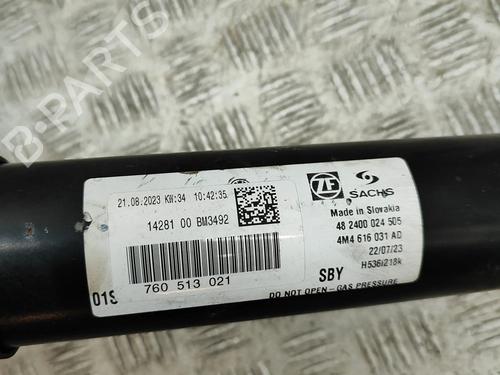 B-PARTS
21.08.2023 KW:34 10:42:35
14281 00 BM3492
760 513 021
01S
ZF SACHS
Made in Slovakia
48 2400 024 505
4M4 616 031 AD
22/07/23
SBY
DO NOT OPEN - GAS PRESSURE